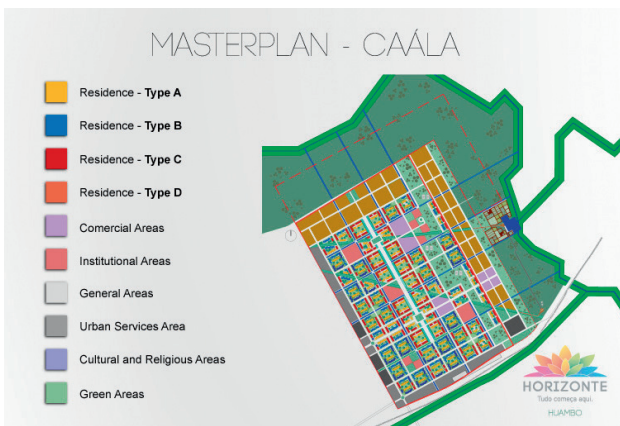 MASTERPLAN - CAÁLA
Residence - Type A
Residence - Type B
Residence - Type C
Residence - Type D
Comercial Areas
Institutional Areas
General Areas
Urban Services Area
Cultural and Religious Areas
Green Areas
HORIZONTE
Tudo começa aqui.
HUAMBO